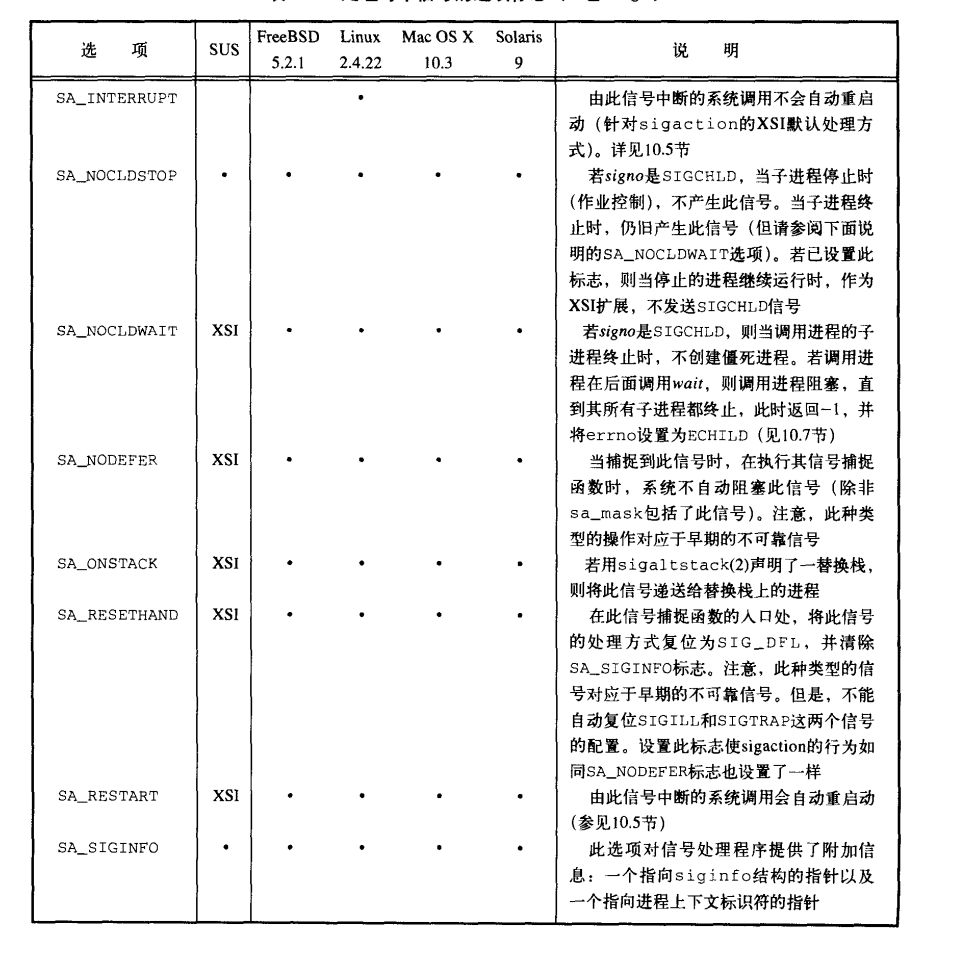 选 项 SUS FreeBSD 5.2.1 Linux 2.4.22 Mac OS X 10.3 Solaris 9 说 明
SA_INTERRUPT • 由此信号中断的系统调用不会自动重启
动（针对sigaction的XSI默认处理方
式）。详见10.5节
SA_NOCLDSTOP • • • • • 若signo是SIGCHLD，当子进程停止时
(作业控制)，不产生此信号。当子进程终
止时，仍旧产生此信号（但请参阅下面说
明的SA_NOCLDWAIT选项）。若已设置此
标志，则当停止的进程继续运行时，作为
XSI扩展，不发送SIGCHLD信号
SA_NOCLDWAIT XSI • • • • 若signo是SIGCHLD，则当调用进程的子
进程终止时，不创建僵死进程。若调用进
程在后面调用wait，则调用进程阻塞，直
到其所有子进程都终止，此时返回−1，并
将errno设置为ECHILD（见10.7节）
SA_NODEFER XSI • • • • 当捕捉到此信号时，在执行其信号捕捉
函数时，系统不自动阻塞此信号（除非
sa_mask包括了此信号）。注意，此种类
型的操作对应于早期的不可靠信号
SA_ONSTACK XSI • • • • 若用sigaltstack(2)声明了一替换栈，
则将此信号递送给替换栈上的进程
SA_RESETHAND XSI • • • • 在此信号捕捉函数的入口处，将此信号
的处理方式复位为SIG_DFL，并清除
SA_SIGINFO标志。注意，此种类型的信
号对应于早期的不可靠信号。但是，不能
自动复位SIGILL和SIGTRAP这两个信号
的配置。设置此标志使sigaction的行为如
同SA_NODEFER标志也设置了一样
SA_RESTART XSI • • • • 由此信号中断的系统调用会自动重启动
(参见10.5节)
SA_SIGINFO • • • • • 此选项对信号处理程序提供了附加信
息：一个指向siginfo结构的指针以及
一个指向进程上下文标识符的指针